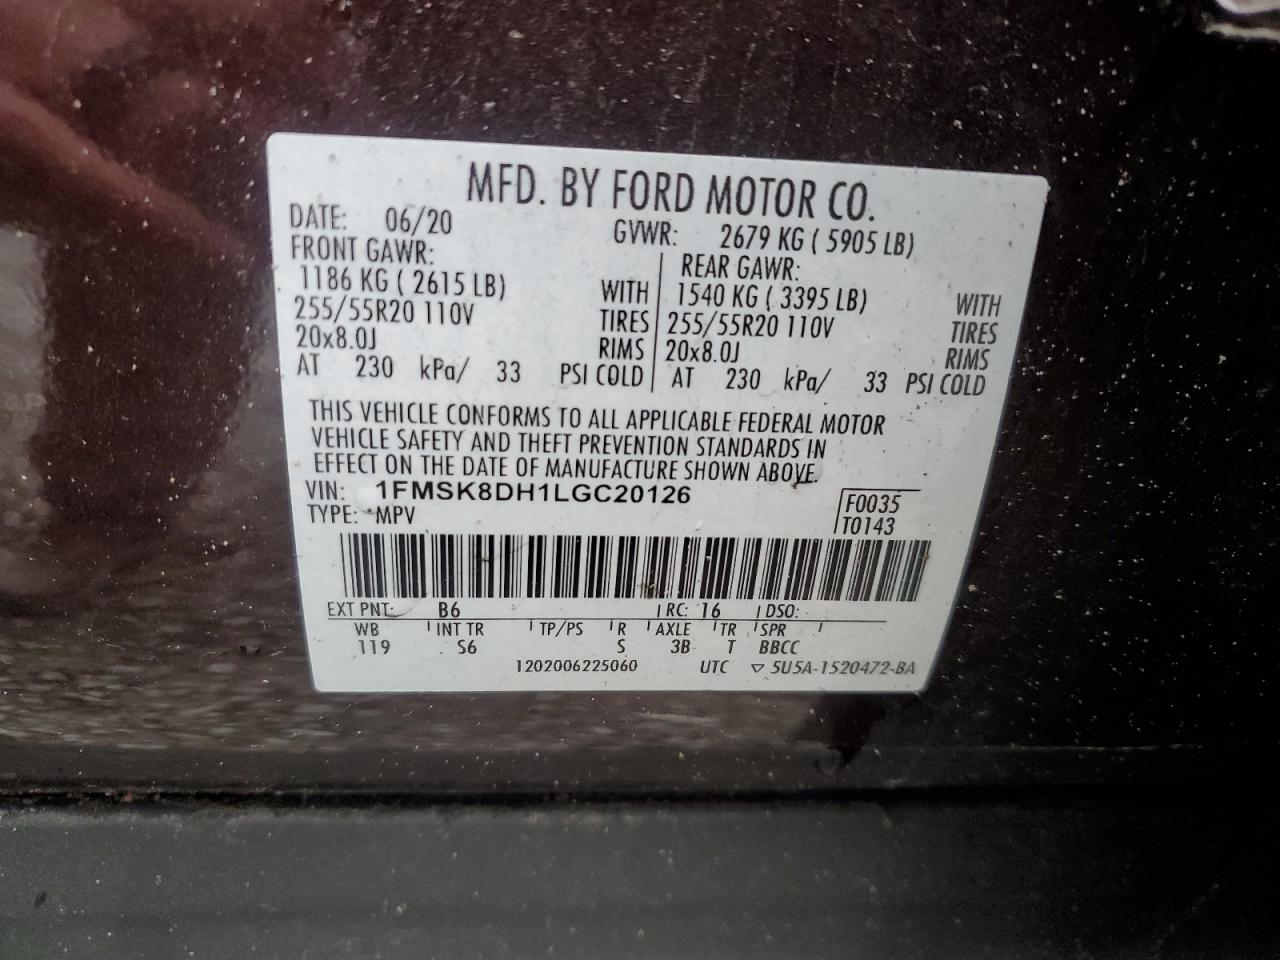 MFD. BY FORD MOTOR CO.
DATE: 06/20 GVWR: 2679 KG ( 5905 LB)
FRONT GAWR: REAR GAWR:
1186 KG ( 2615 LB) WITH 1540 KG ( 3395 LB) WITH
255/55R20 110V TIRES 255/55R20 110V TIRES
20x8.0J RIMS 20x8.0J RIMS
AT 230 kPa/ 33 PSI COLD AT 230 kPa/ 33 PSI COLD
THIS VEHICLE CONFORMS TO ALL APPLICABLE FEDERAL MOTOR
VEHICLE SAFETY AND THEFT PREVENTION STANDARDS IN
EFFECT ON THE DATE OF MANUFACTURE SHOWN ABOVE.
VIN: 1FMSK8DH1LGC20126 F0035
TYPE: MPV T0143
EXT PNT: B6 RC: 16 DSO:
WB INT TR TP/PS R AXLE TR SPR
119 S6 S 3B T BBCC
1202006225060 UTC ▽ 5U5A-1520472-BA